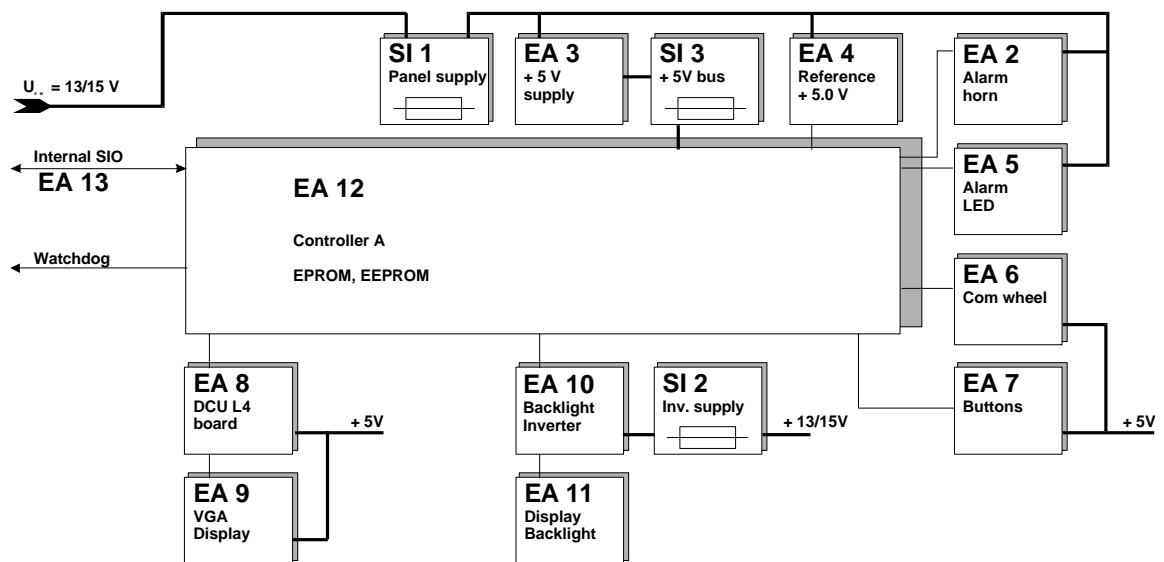 SI 1
Panel supply
EA 3
+ 5 V
supply
SI 3
+ 5V bus
EA 4
Reference
+ 5.0 V
EA 2
Alarm
horn
U = 13/15 V
Internal SIO
EA 13
EA 12
Controller A
EPROM, EEPROM
EA 5
Alarm
LED
Watchdog
EA 6
Com wheel
EA 8
DCU L4
board
+ 5V
EA 10
Backlight
Inverter
SI 2
Inv. supply
+ 13/15V
EA 7
Buttons
+ 5V
EA 9
VGA
Display
EA 11
Display
Backlight